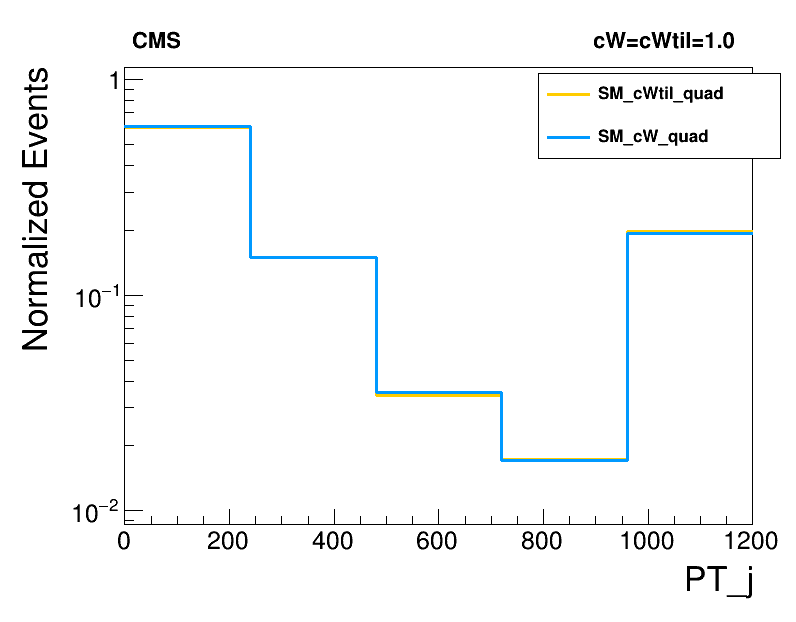 CMS
cW=cWtil=1.0
Normalized Events
1
10⁻¹
10⁻²
SM_cWtil_quad
SM_cW_quad
0 200 400 600 800 1000 1200
PT_j